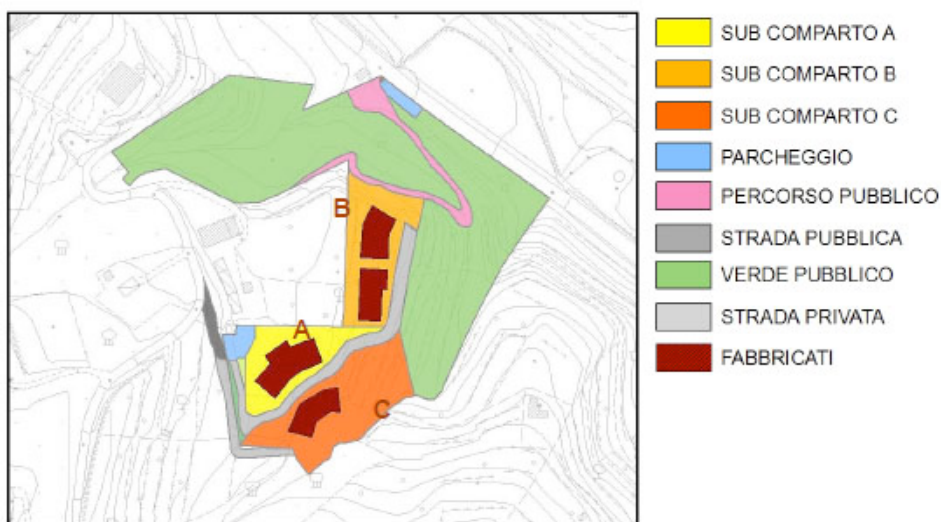 SUB COMPARTO A
SUB COMPARTO B
SUB COMPARTO C
PARCHEGGIO
PERCORSO PUBBLICO
STRADA PUBBLICA
VERDE PUBBLICO
STRADA PRIVATA
FABBRICATI
B
A
C